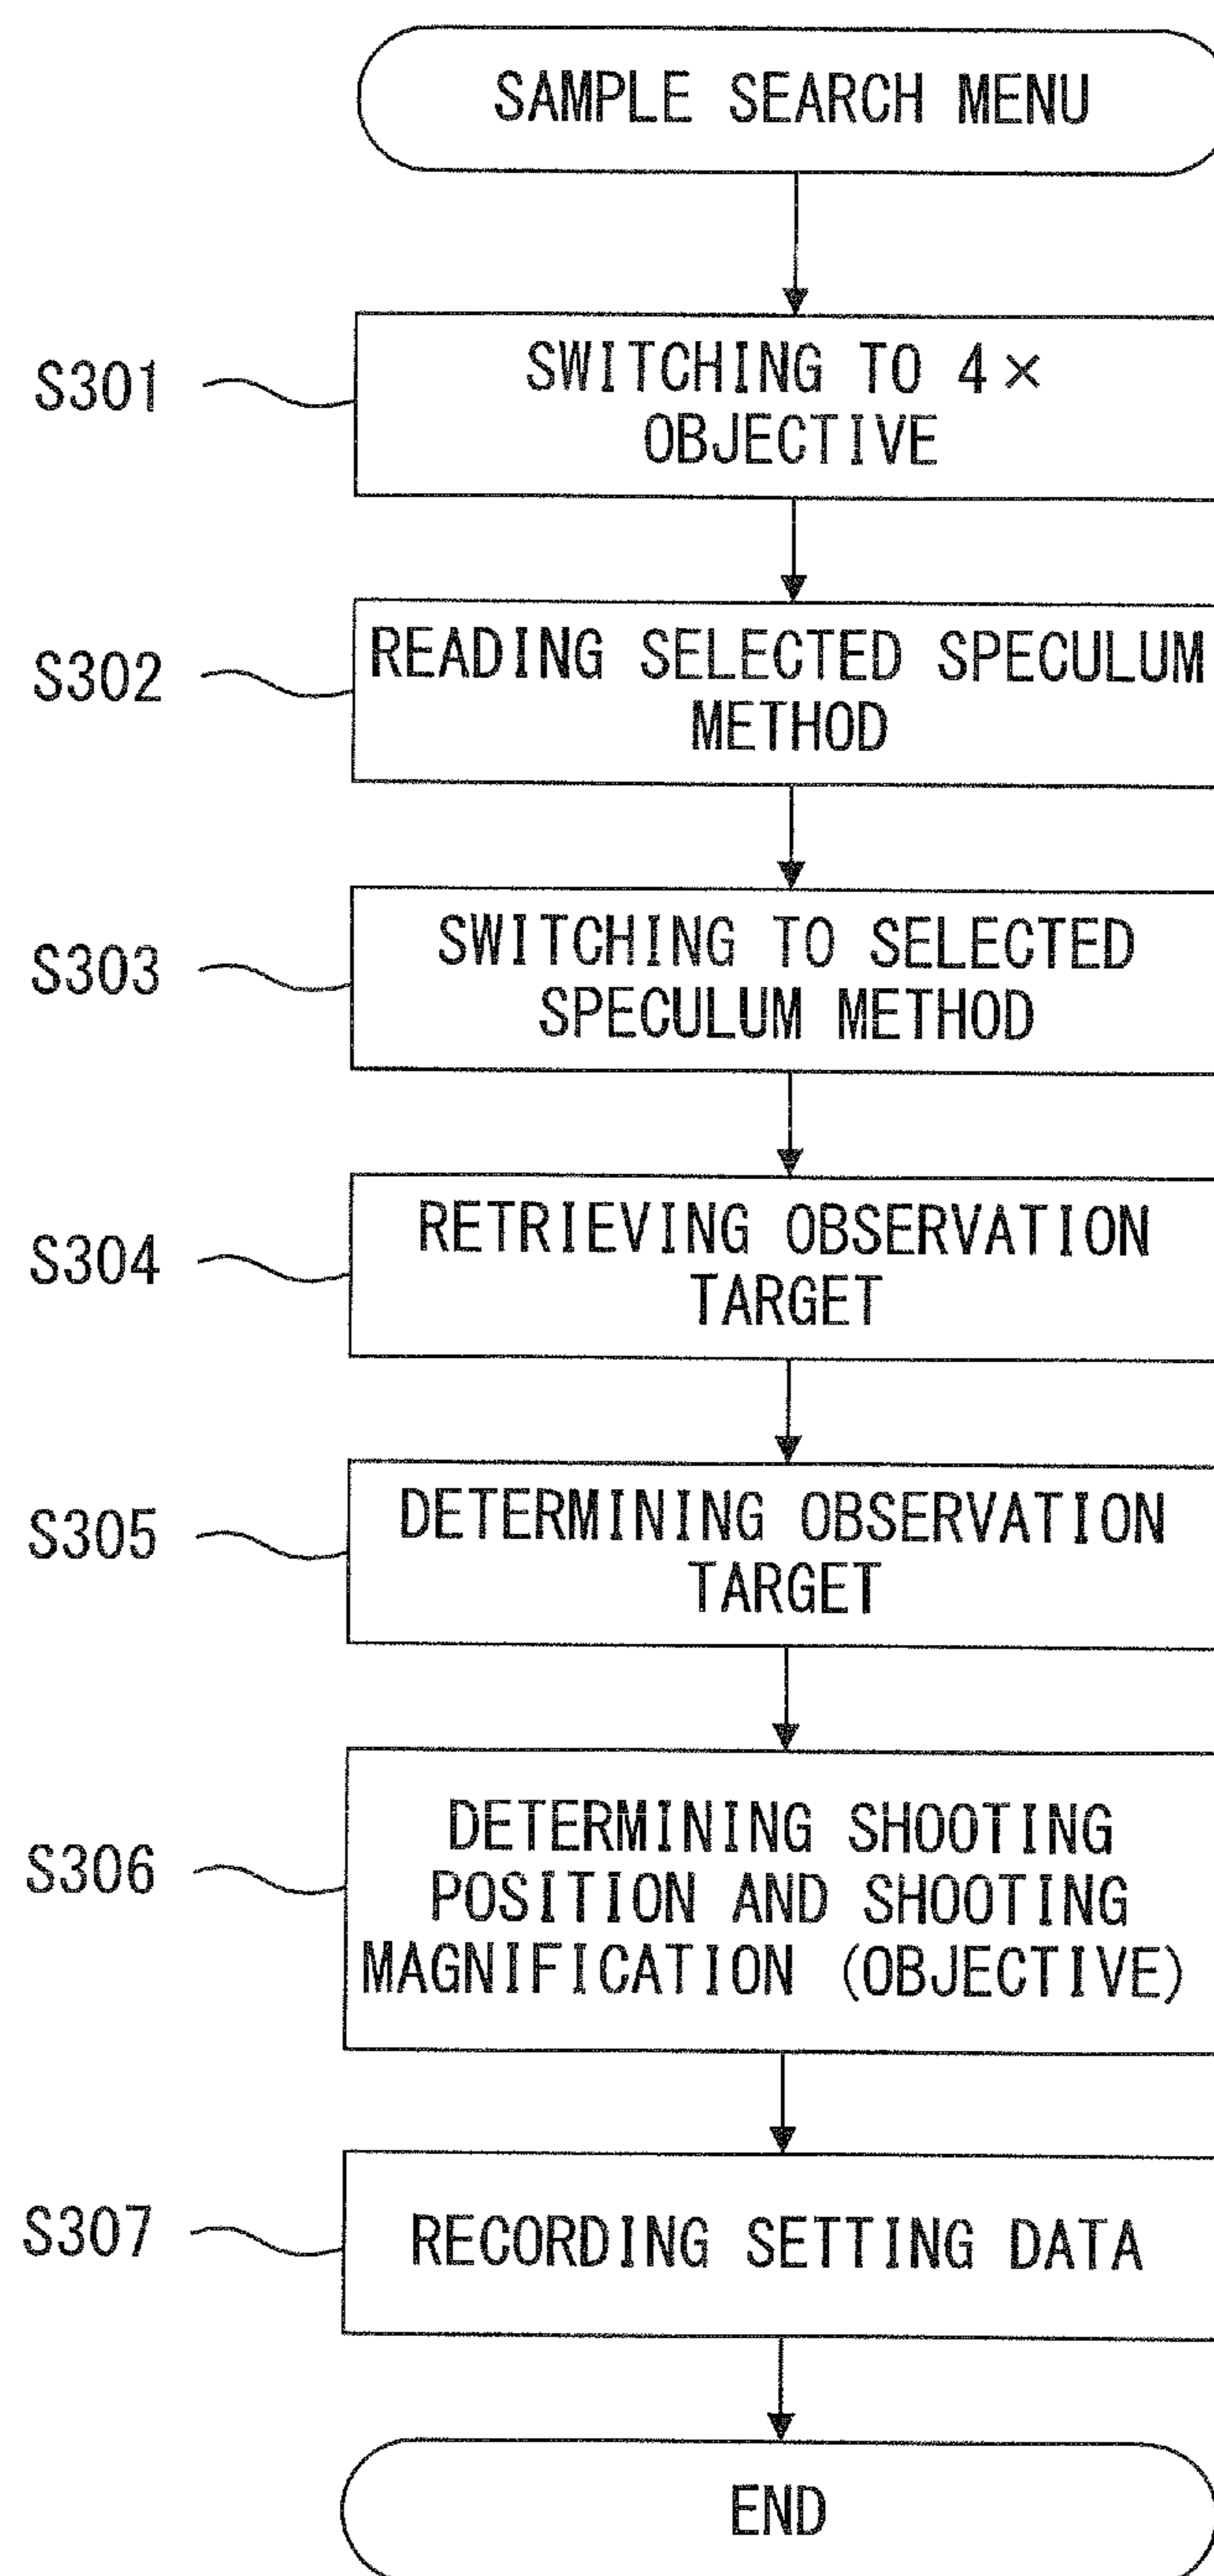 SAMPLE SEARCH MENU
S301
SWITCHING TO 4×
OBJECTIVE
S302
READING SELECTED SPECULUM
METHOD
S303
SWITCHING TO SELECTED
SPECULUM METHOD
S304
RETRIEVING OBSERVATION
TARGET
S305
DETERMINING OBSERVATION
TARGET
S306
DETERMINING SHOOTING
POSITION AND SHOOTING
MAGNIFICATION (OBJECTIVE)
S307
RECORDING SETTING DATA
END